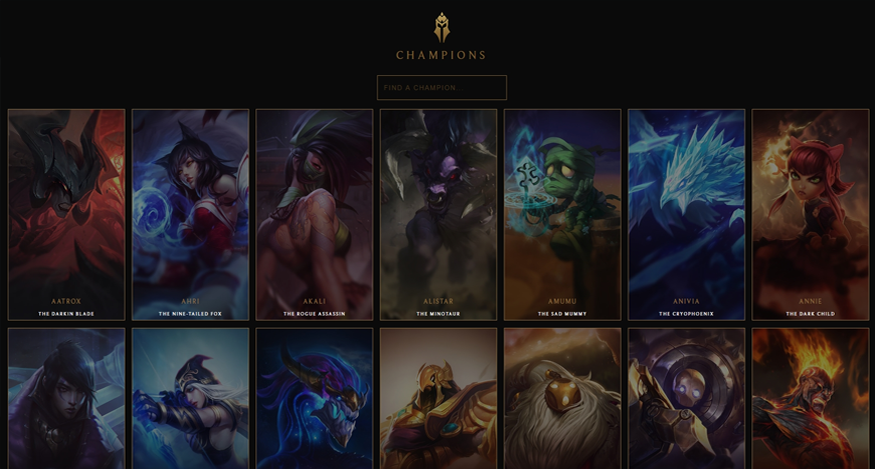 CHAMPIONS
FIND A CHAMPION...
AATROX
THE DARKIN BLADE
AHRI
THE NINE-TAILED FOX
AKALI
THE ROGUE ASSASSIN
ALISTAR
THE MINOTAUR
AMUMU
THE SAD MUMMY
ANIVIA
THE CRYOPHOENIX
ANNIE
THE DARK CHILD